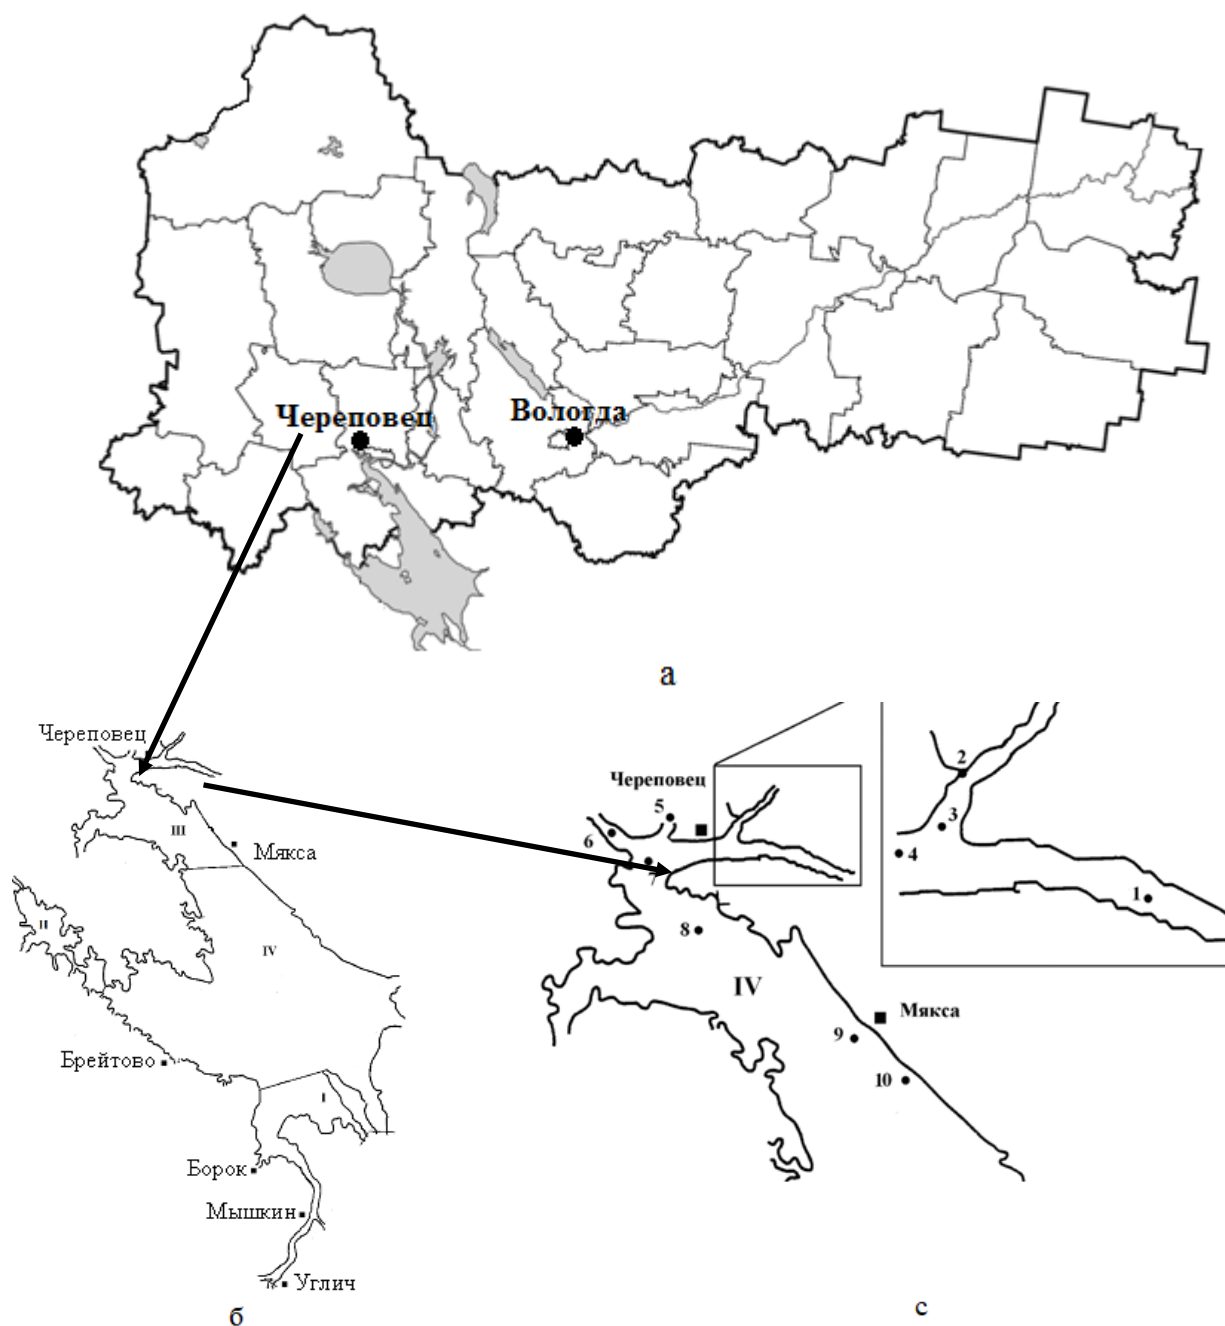 Череповец
Вологда
а
Череповец
III
Мякса
II
IV
Брейтово
I
Борок
Мышкин
Углич
б
Череповец
5
6
7
8
IV
Мякса
9
10
2
3
4
1
с